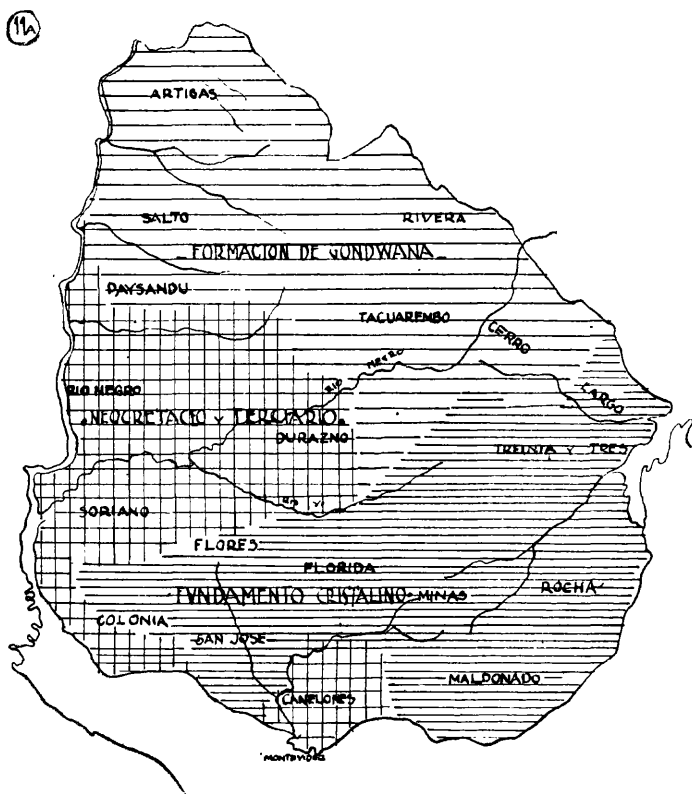 11A
ARTIGAS
SALTO
RIVERA
FORMACION DE GONDWANA
PAYSANDU
TACUAREMBO
CERRO
LARGO
RIO NEGRO
RIO NEGRO
NEOCRETACEO Y TERCIARIO.
DURAZNO
TREINTA Y TRES
SORIANO
RIO YI
FLORES
FLORIDA
FUNDAMENTO CRISTALINO
MINAS
ROCHA
COLONIA
SAN JOSE
MALDONADO
CANELONES
MONTEVIDEO